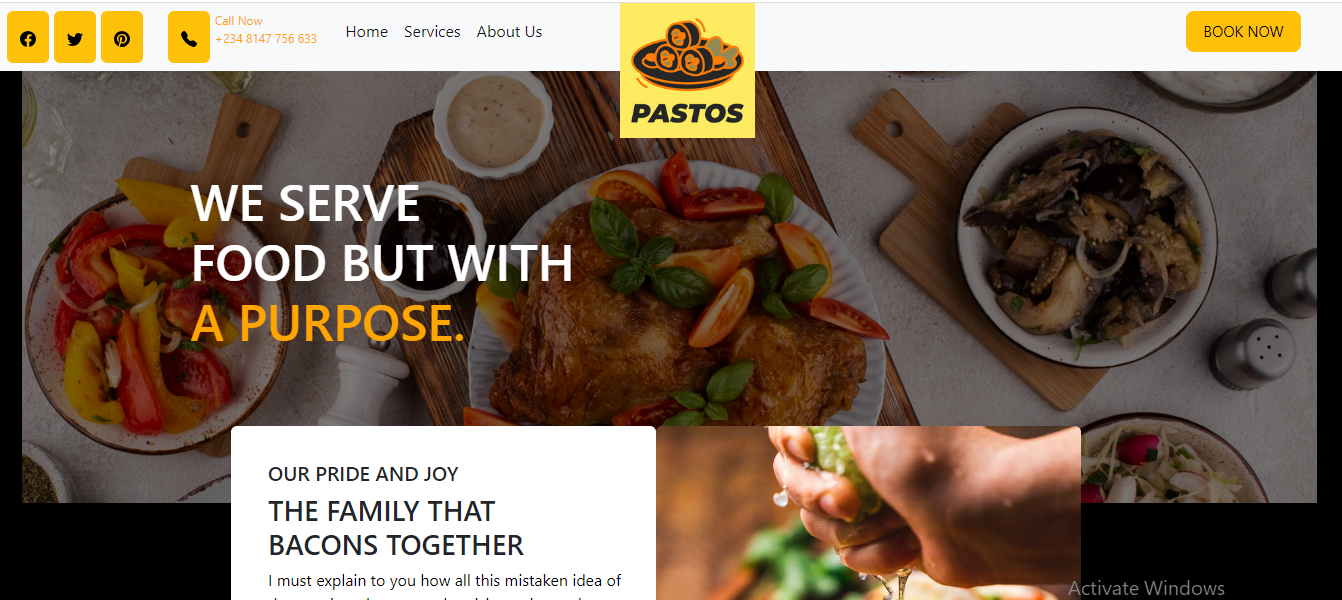 Call Now
+234 8147 756 633
Home Services About Us
PASTOS
BOOK NOW
WE SERVE
FOOD BUT WITH
A PURPOSE.
OUR PRIDE AND JOY
THE FAMILY THAT
BACONS TOGETHER
I must explain to you how all this mistaken idea of
Activate Windows